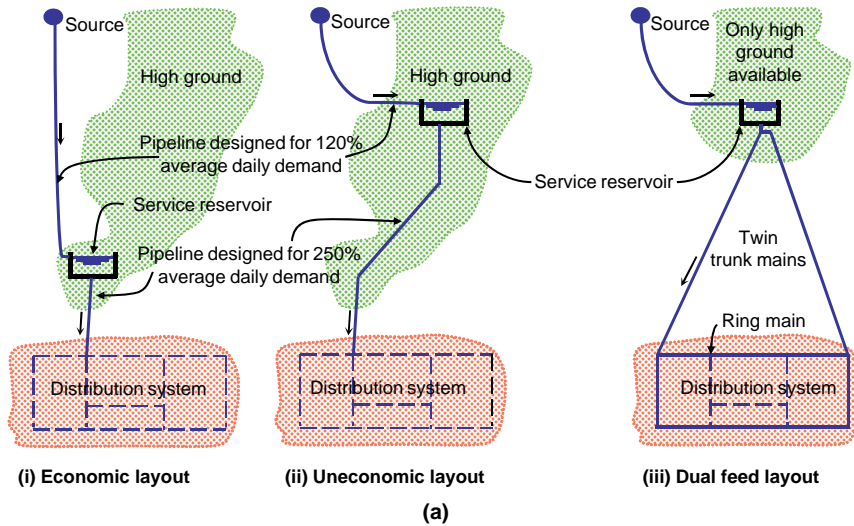 Source
High ground
Pipeline designed for 120%
average daily demand
Service reservoir
Pipeline designed for 250%
average daily demand
Distribution system
(i) Economic layout
Source
High ground
Service reservoir
Distribution system
(ii) Uneconomic layout
Source
Only high
ground
available
Twin
trunk mains
Ring main
Distribution system
(iii) Dual feed layout
(a)